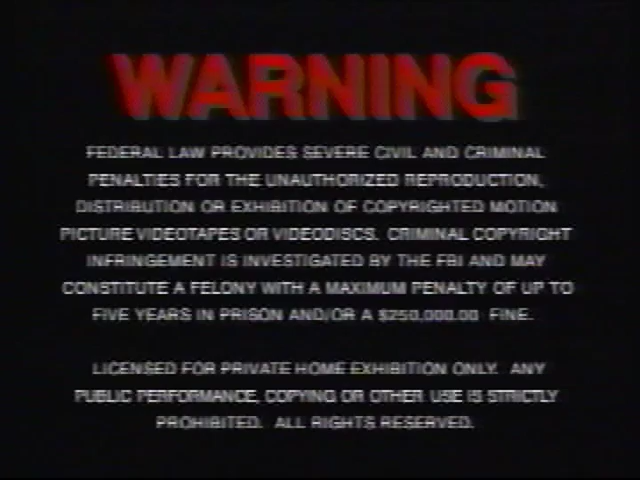 WARNING
FEDERAL LAW PROVIDES SEVERE CIVIL AND CRIMINAL
PENALTIES FOR THE UNAUTHORIZED REPRODUCTION,
DISTRIBUTION OR EXHIBITION OF COPYRIGHTED MOTION
PICTURE VIDEOTAPES OR VIDEODISCS. CRIMINAL COPYRIGHT
INFRINGEMENT IS INVESTIGATED BY THE FBI AND MAY
CONSTITUTE A FELONY WITH A MAXIMUM PENALTY OF UP TO
FIVE YEARS IN PRISON AND/OR A $250,000.00 FINE.
LICENSED FOR PRIVATE HOME EXHIBITION ONLY. ANY
PUBLIC PERFORMANCE, COPYING OR OTHER USE IS STRICTLY
PROHIBITED. ALL RIGHTS RESERVED.